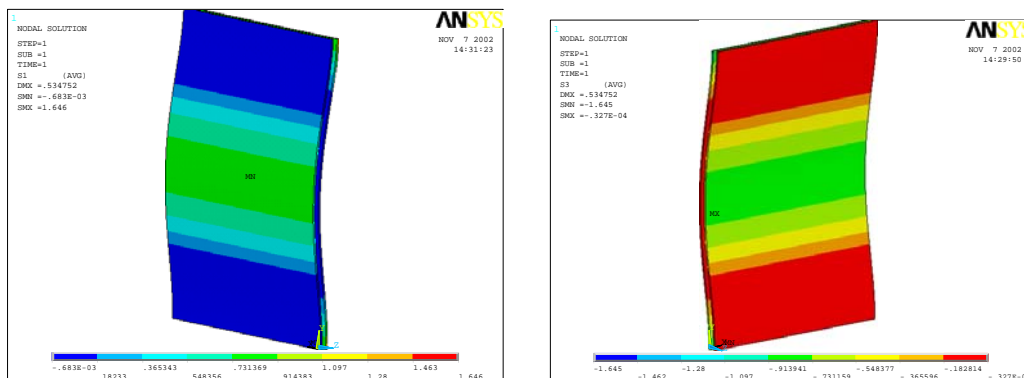 1
ANSYS
NODAL SOLUTION
NOV 7 2002
14:31:23
STEP=1
SUB =1
TIME=1
S1 (AVG)
DMX =.534752
SMN =-.683E-03
SMX =1.646
MN
Z
-.683E-03 .365343 .731369 1.097 1.463
.18233 .548356 .914383 1.28 1.646
1
ANSYS
NODAL SOLUTION
NOV 7 2002
14:29:50
STEP=1
SUB =1
TIME=1
S3 (AVG)
DMX =.534752
SMN =-1.645
SMX =-.327E-04
MX
-1.645 -1.28 -.913941 -.548377 -.182814
-1.462 -1.097 -.731159 -.365596 -.327E-0